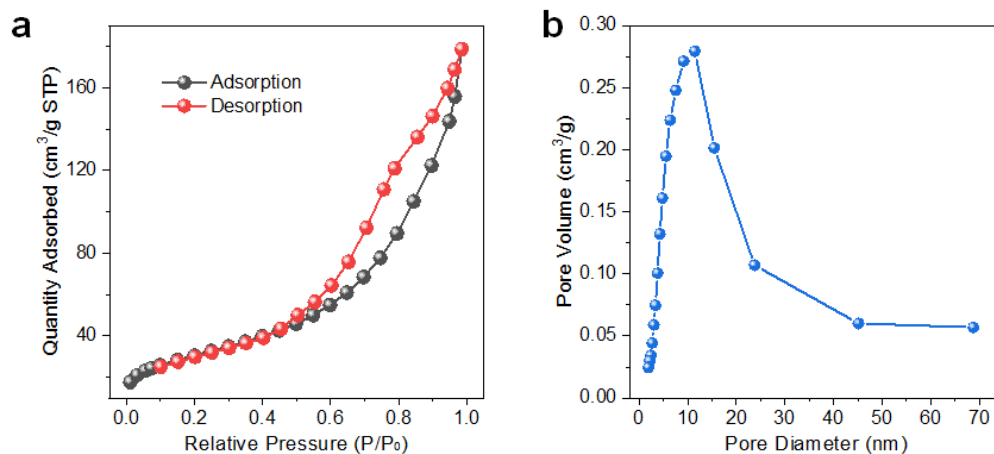 a
Quantity Adsorbed (cm³/g STP)
160
120
80
40
0.0 0.2 0.4 0.6 0.8 1.0
Relative Pressure (P/P₀)
Adsorption
Desorption
b
Pore Volume (cm³/g)
0.30
0.25
0.20
0.15
0.10
0.05
0.00
0 10 20 30 40 50 60 70
Pore Diameter (nm)